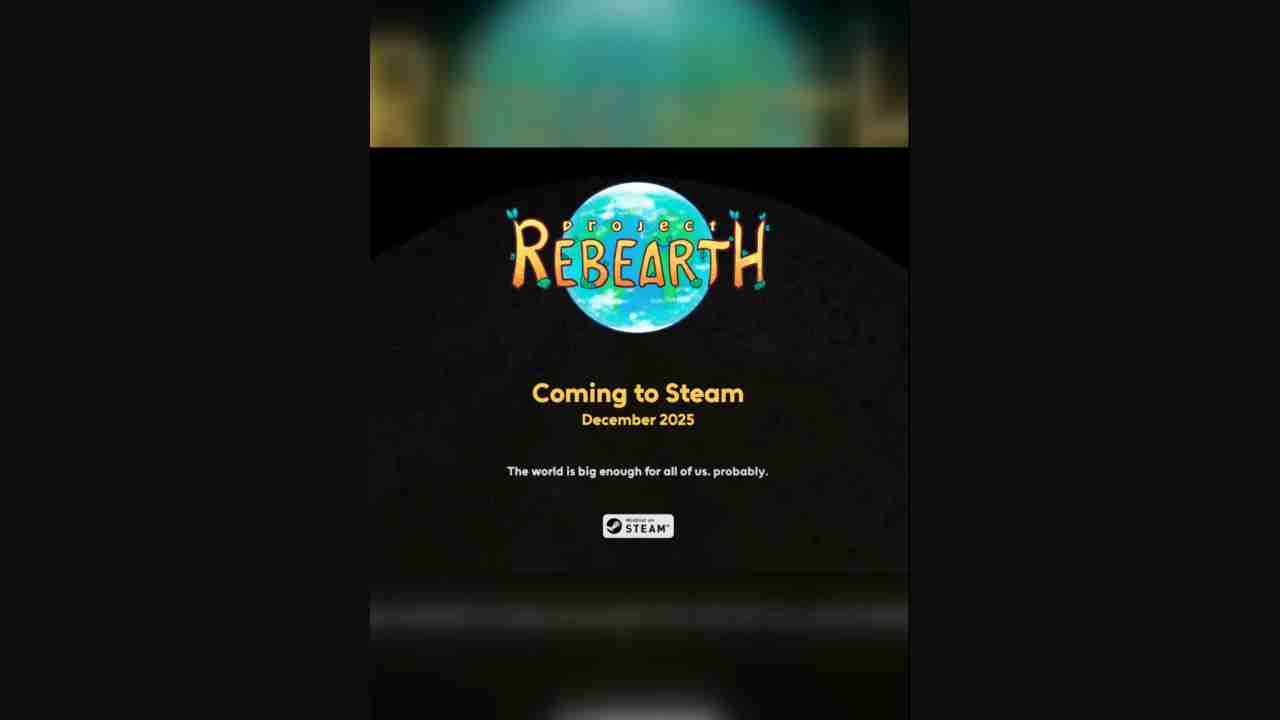 project
REBEARTH
Coming to Steam
December 2025
The world is big enough for all of us. probably.
Wishlist on
STEAM